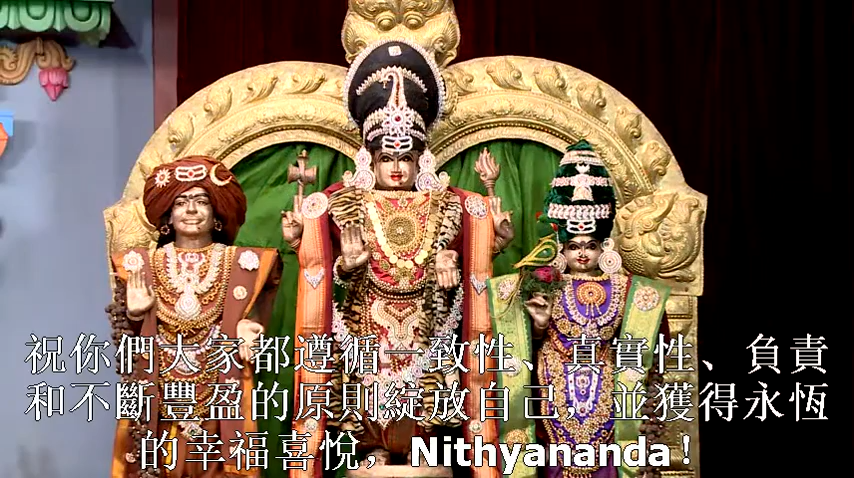 祝你們大家都遵循一致性、真實性、負責
和不斷豐盈的原則綻放自己，並獲得永恆
的幸福喜悅，Nithyananda！